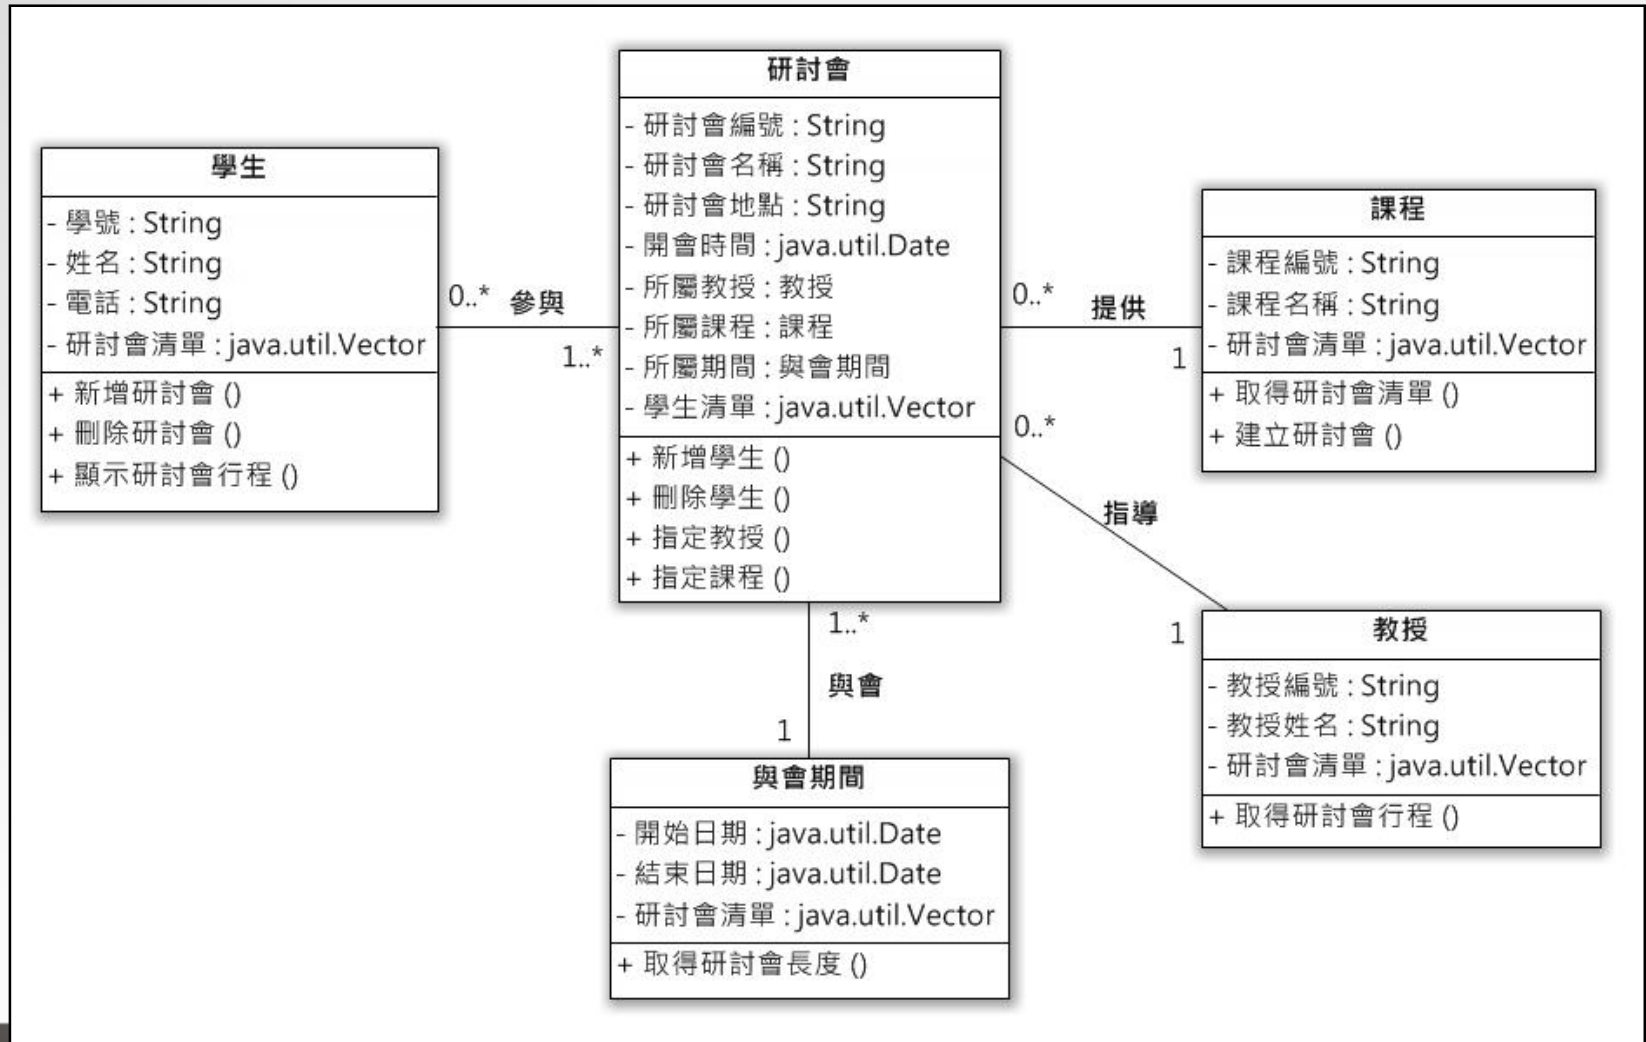 學生
- 學號 : String
- 姓名 : String
- 電話 : String
- 研討會清單 : java.util.Vector
+ 新增研討會 ()
+ 刪除研討會 ()
+ 顯示研討會行程 ()
0..*
參與
1..*
研討會
- 研討會編號 : String
- 研討會名稱 : String
- 研討會地點 : String
- 開會時間 : java.util.Date
- 所屬教授 : 教授
- 所屬課程 : 課程
- 所屬期間 : 與會期間
- 學生清單 : java.util.Vector
+ 新增學生 ()
+ 刪除學生 ()
+ 指定教授 ()
+ 指定課程 ()
0..*
提供
1
課程
- 課程編號 : String
- 課程名稱 : String
- 研討會清單 : java.util.Vector
+ 取得研討會清單 ()
+ 建立研討會 ()
0..*
指導
1
教授
- 教授編號 : String
- 教授姓名 : String
- 研討會清單 : java.util.Vector
+ 取得研討會行程 ()
1..*
與會
1
與會期間
- 開始日期 : java.util.Date
- 結束日期 : java.util.Date
- 研討會清單 : java.util.Vector
+ 取得研討會長度 ()